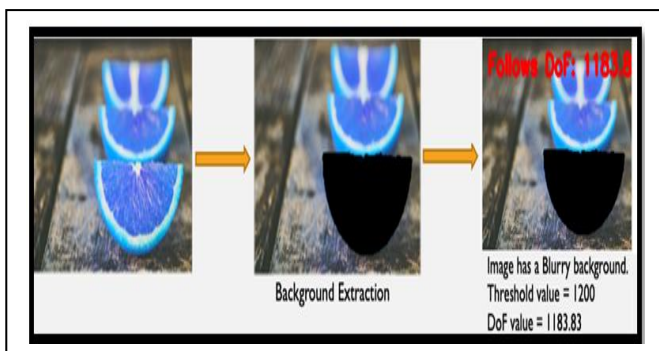 Follows DoF: 1183.8
Background Extraction
Image has a Blurry background.
Threshold value = 1200
DoF value = 1183.83